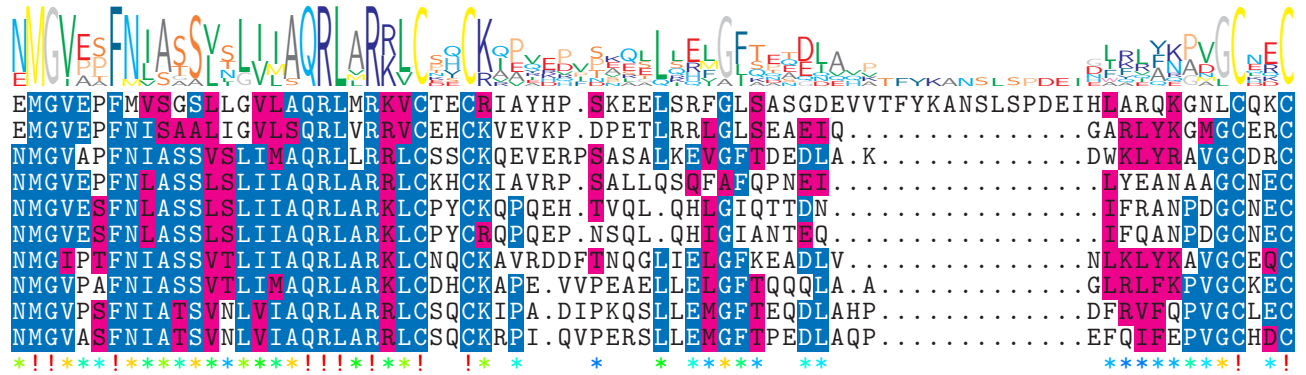 EMGVEPFMVSGSLLGVLAQRLMRKVCTECRIAYHP.SKEELSRFGLSASGDEVVTFYKANSLSPDEIHLARQKGNLCQKC
EMGVEPFNISAALIGVLSQRLVRRVCEHCKVEVKP.DPETLRRLGLSEAEIQ...............GARLYKGMGCERC
NMGVAPFNIASSVSLIMAQRLLRRLCSSCKQEVERPSASALKEVGFTDEDLA.K.............DWKLYRAVGCDRC
NMGVEPFNLASSLSLIIAQRLARRLCKHCKIAVRP.SALLQSQFAFQPNEI.................LYEANAAGCNEC
NMGVESFNLASSLSLIIAQRLARKLCPYCKQPQEH.TVQL.QHLGIQTTDN.................IFRANPDGCNEC
NMGVESFNLASSLSLIIAQRLARKLCPYCRQPQEP.NSQL.QHIGIANTEQ.................IFQANPDGCNEC
NMGIPTFNIASSVTLIIAQRLARKLCNQCKAVRDDFTNQGLIELGFKEADLV...............NLKLYKAVGCEQC
NMGVPAFNIASSVTLIMAQRLARKLCDHCKAPE.VVPEAELLELGFTQQQLA.A.............GLRLFKPVGCKEC
NMGVPSFNIATSVNLVIAQRLARRLCSQCKIPA.DIPKQSLLEMGFTEQDLAHP.............DFRVFQPVGCLEC
NMGVASFNIATSVNLVIAQRLARRLCSQCKRPI.QVPERSLLEMGFTPEDLAQP.............EFQIFEPVGCHDC